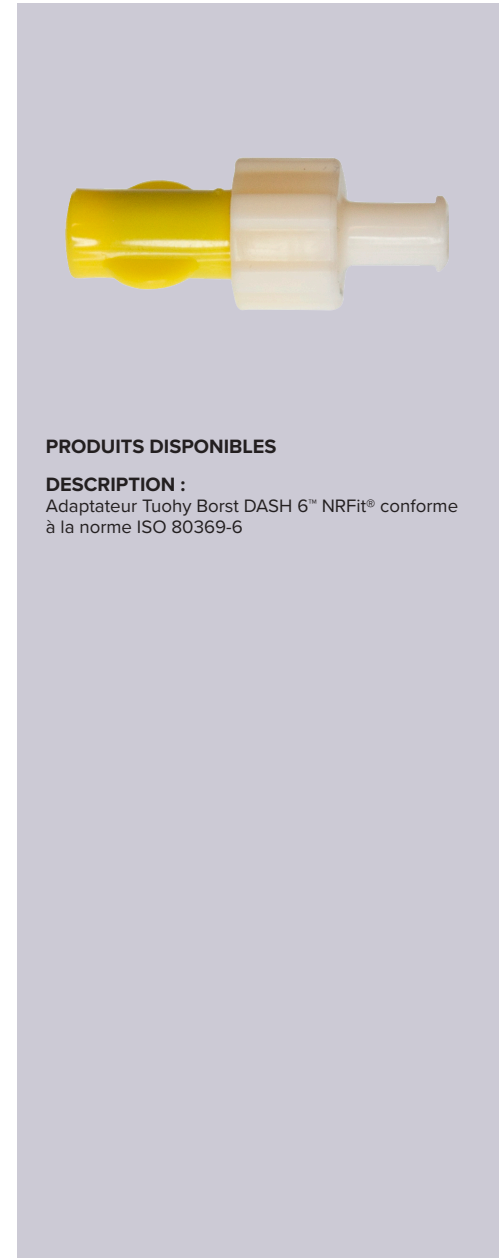 PRODUITS DISPONIBLES
DESCRIPTION :
Adaptateur Tuohy Borst DASH 6™ NRFit® conforme
à la norme ISO 80369-6